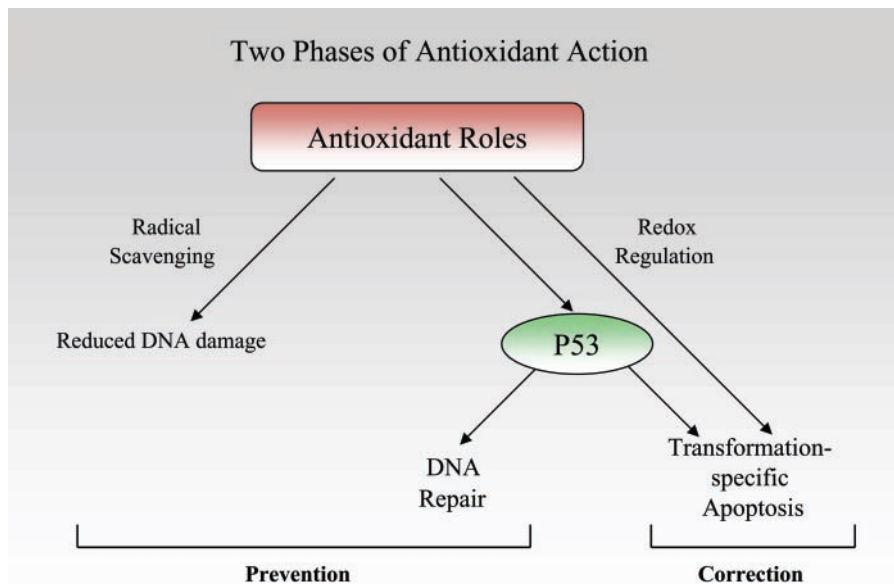 Two Phases of Antioxidant Action
Antioxidant Roles
Radical
Scavenging
Redox
Regulation
Reduced DNA damage
P53
DNA
Repair
Transformation-
specific
Apoptosis
Prevention
Correction